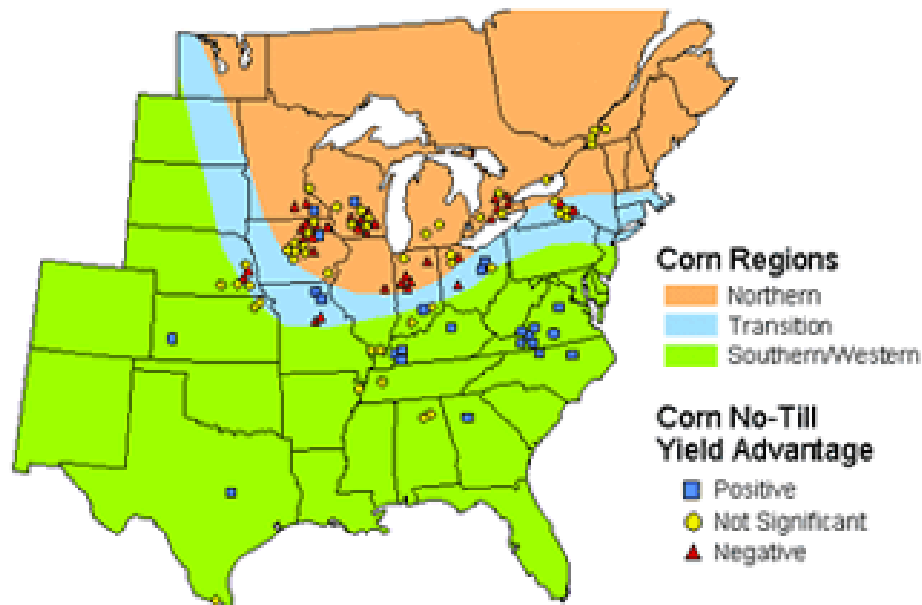 Corn Regions
Northern
Transition
Southern/Western
Corn No-Till
Yield Advantage
Positive
Not Significant
Negative